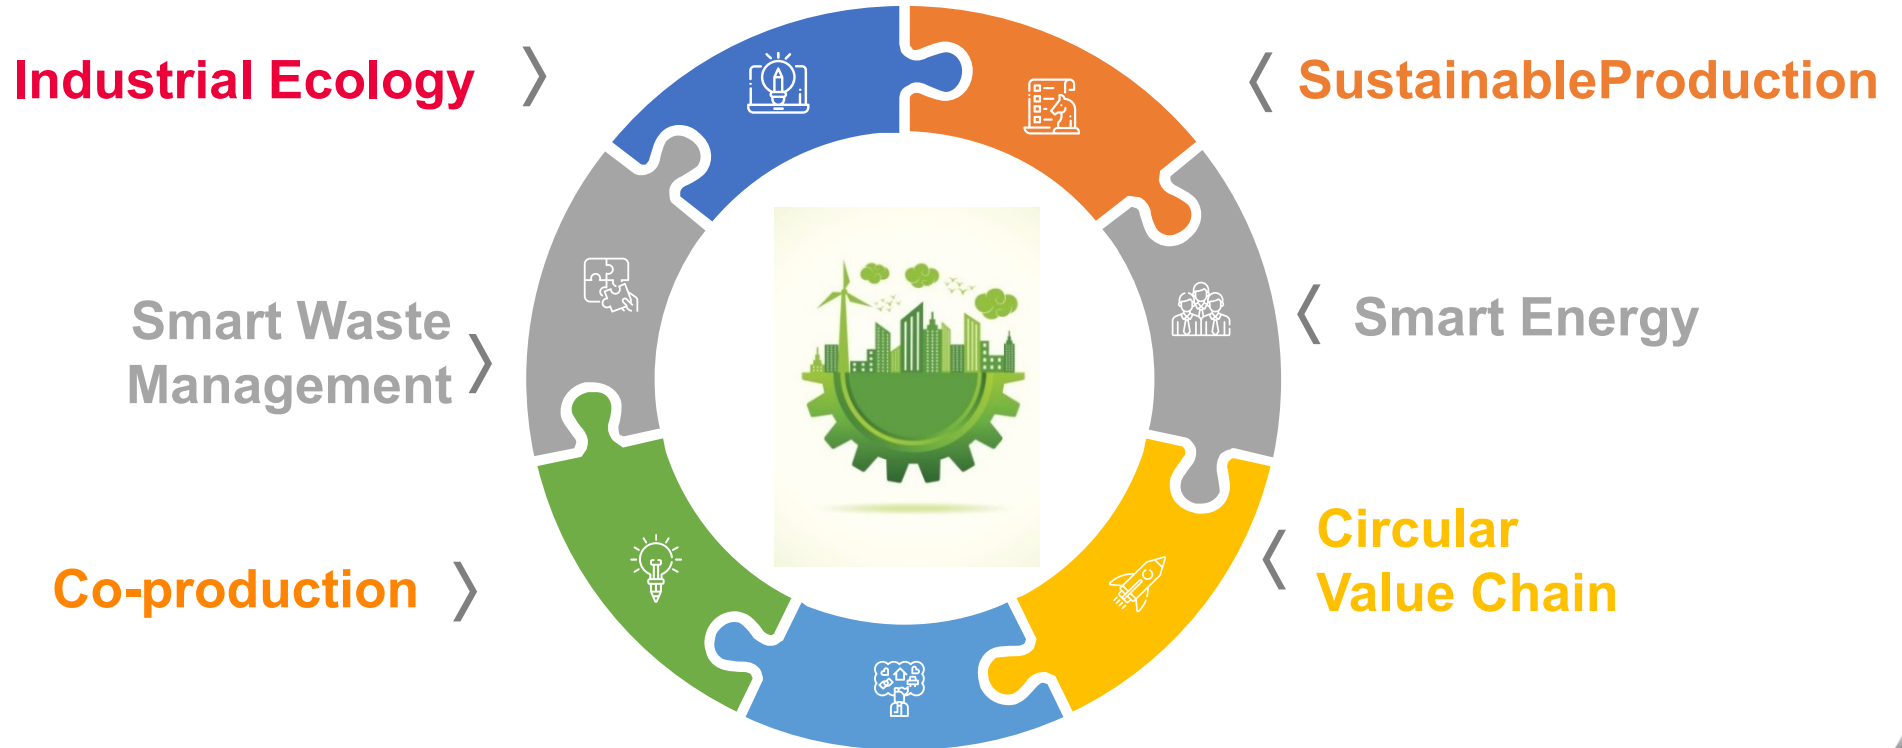 Industrial Ecology
SustainableProduction
Smart Waste
Management
Smart Energy
Co-production
Circular
Value Chain